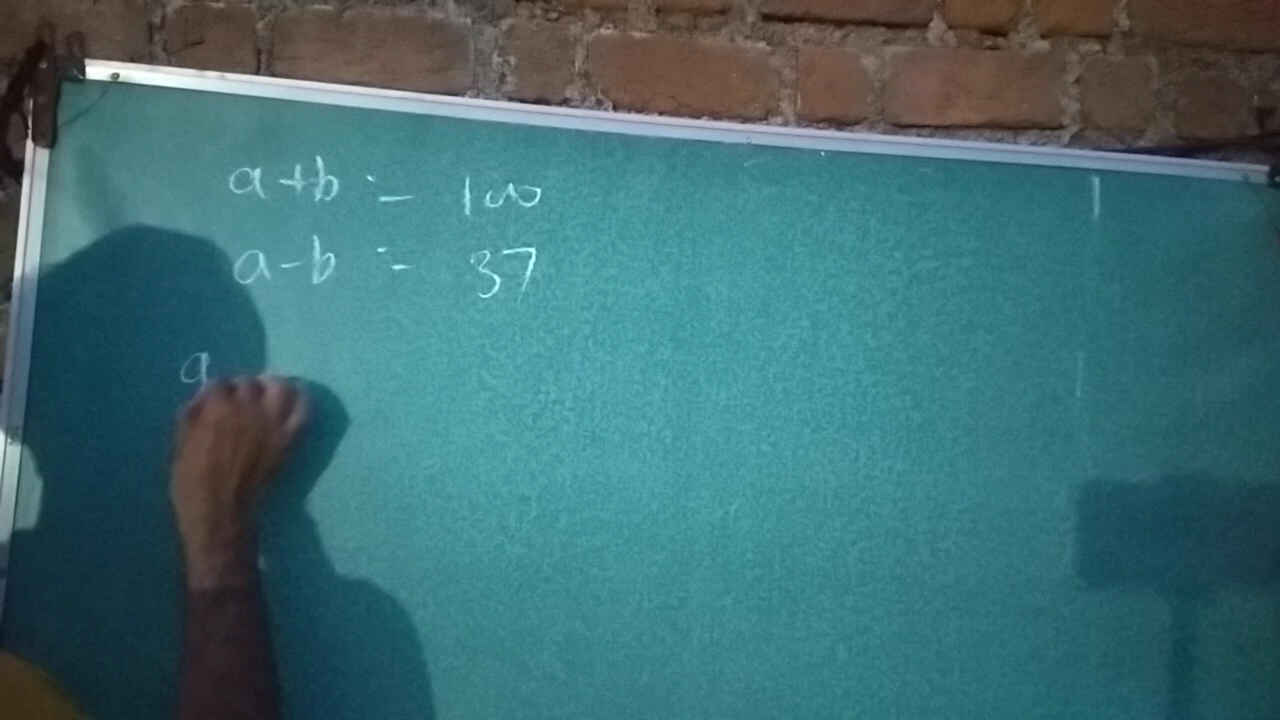 a+b = 100
a-b = 37
a